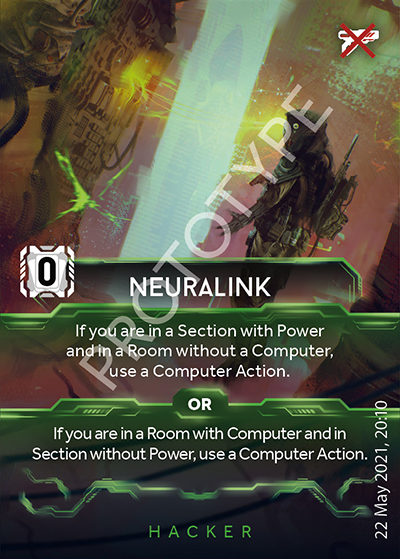 PROTOTYPE
0
NEURALINK
If you are in a Section with Power
and in a Room without a Computer,
use a Computer Action.
OR
If you are in a Room with Computer and in
Section without Power, use a Computer Action.
22 May 2021, 20:10
HACKER